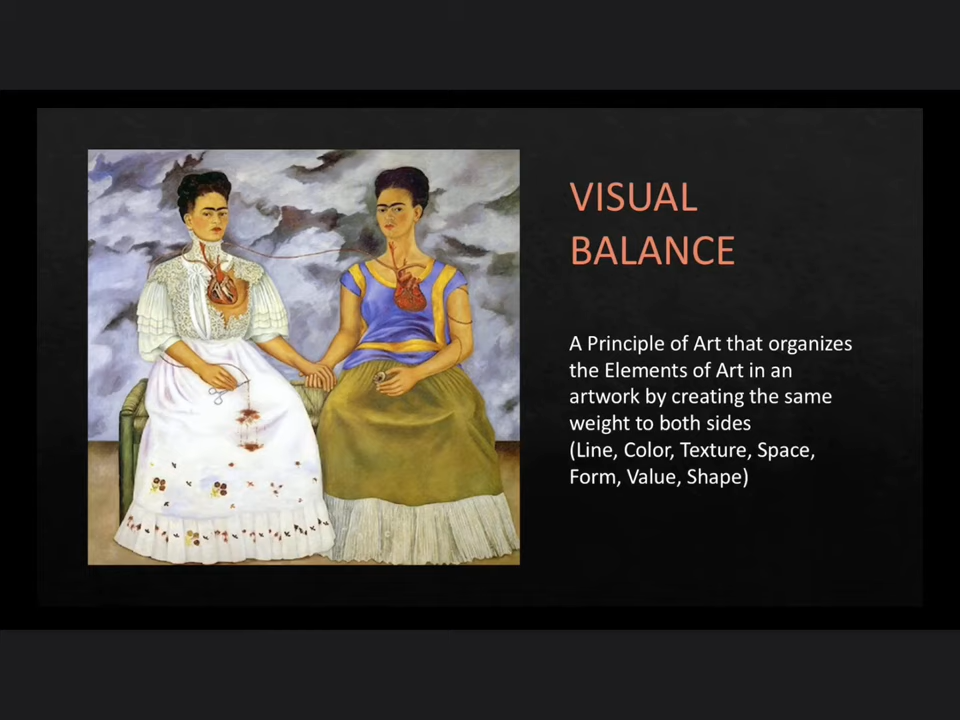 VISUAL
BALANCE
A Principle of Art that organizes
the Elements of Art in an
artwork by creating the same
weight to both sides
(Line, Color, Texture, Space,
Form, Value, Shape)